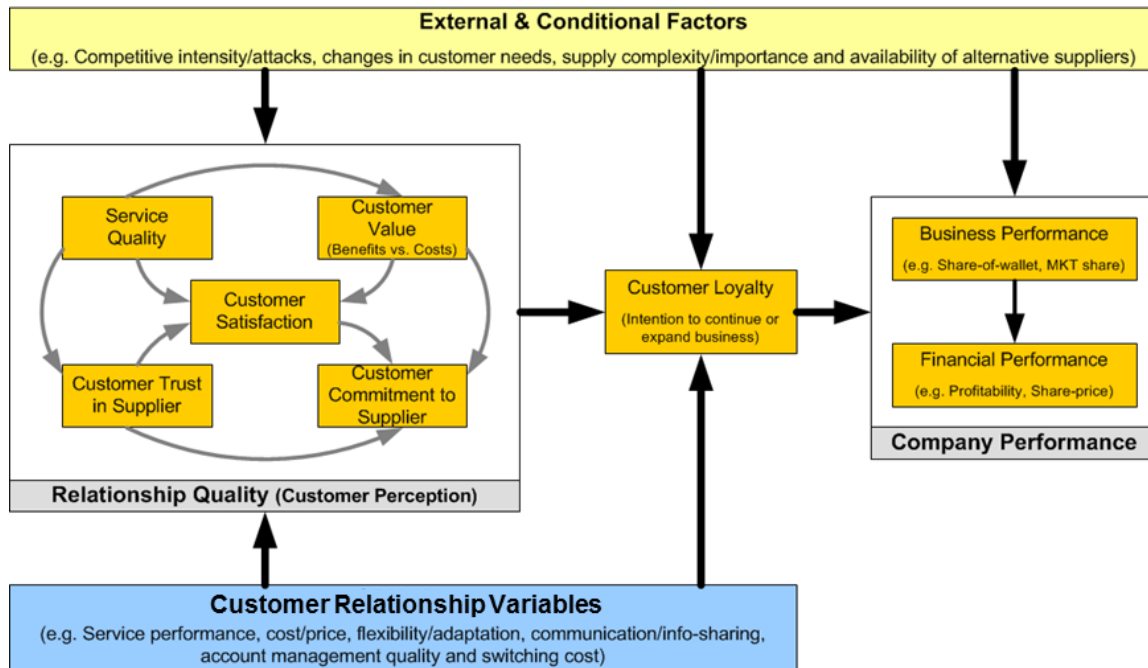 External & Conditional Factors
(e.g. Competitive intensity/attacks, changes in customer needs, supply complexity/importance and availability of alternative suppliers)
Service
Quality
Customer
Value
(Benefits vs. Costs)
Customer
Satisfaction
Customer Trust
in Supplier
Customer
Commitment to
Supplier
Relationship Quality (Customer Perception)
Customer Loyalty
(Intention to continue or
expand business)
Business Performance
(e.g. Share-of-wallet, MKT share)
Financial Performance
(e.g. Profitability, Share-price)
Company Performance
Customer Relationship Variables
(e.g. Service performance, cost/price, flexibility/adaptation, communication/info-sharing,
account management quality and switching cost)